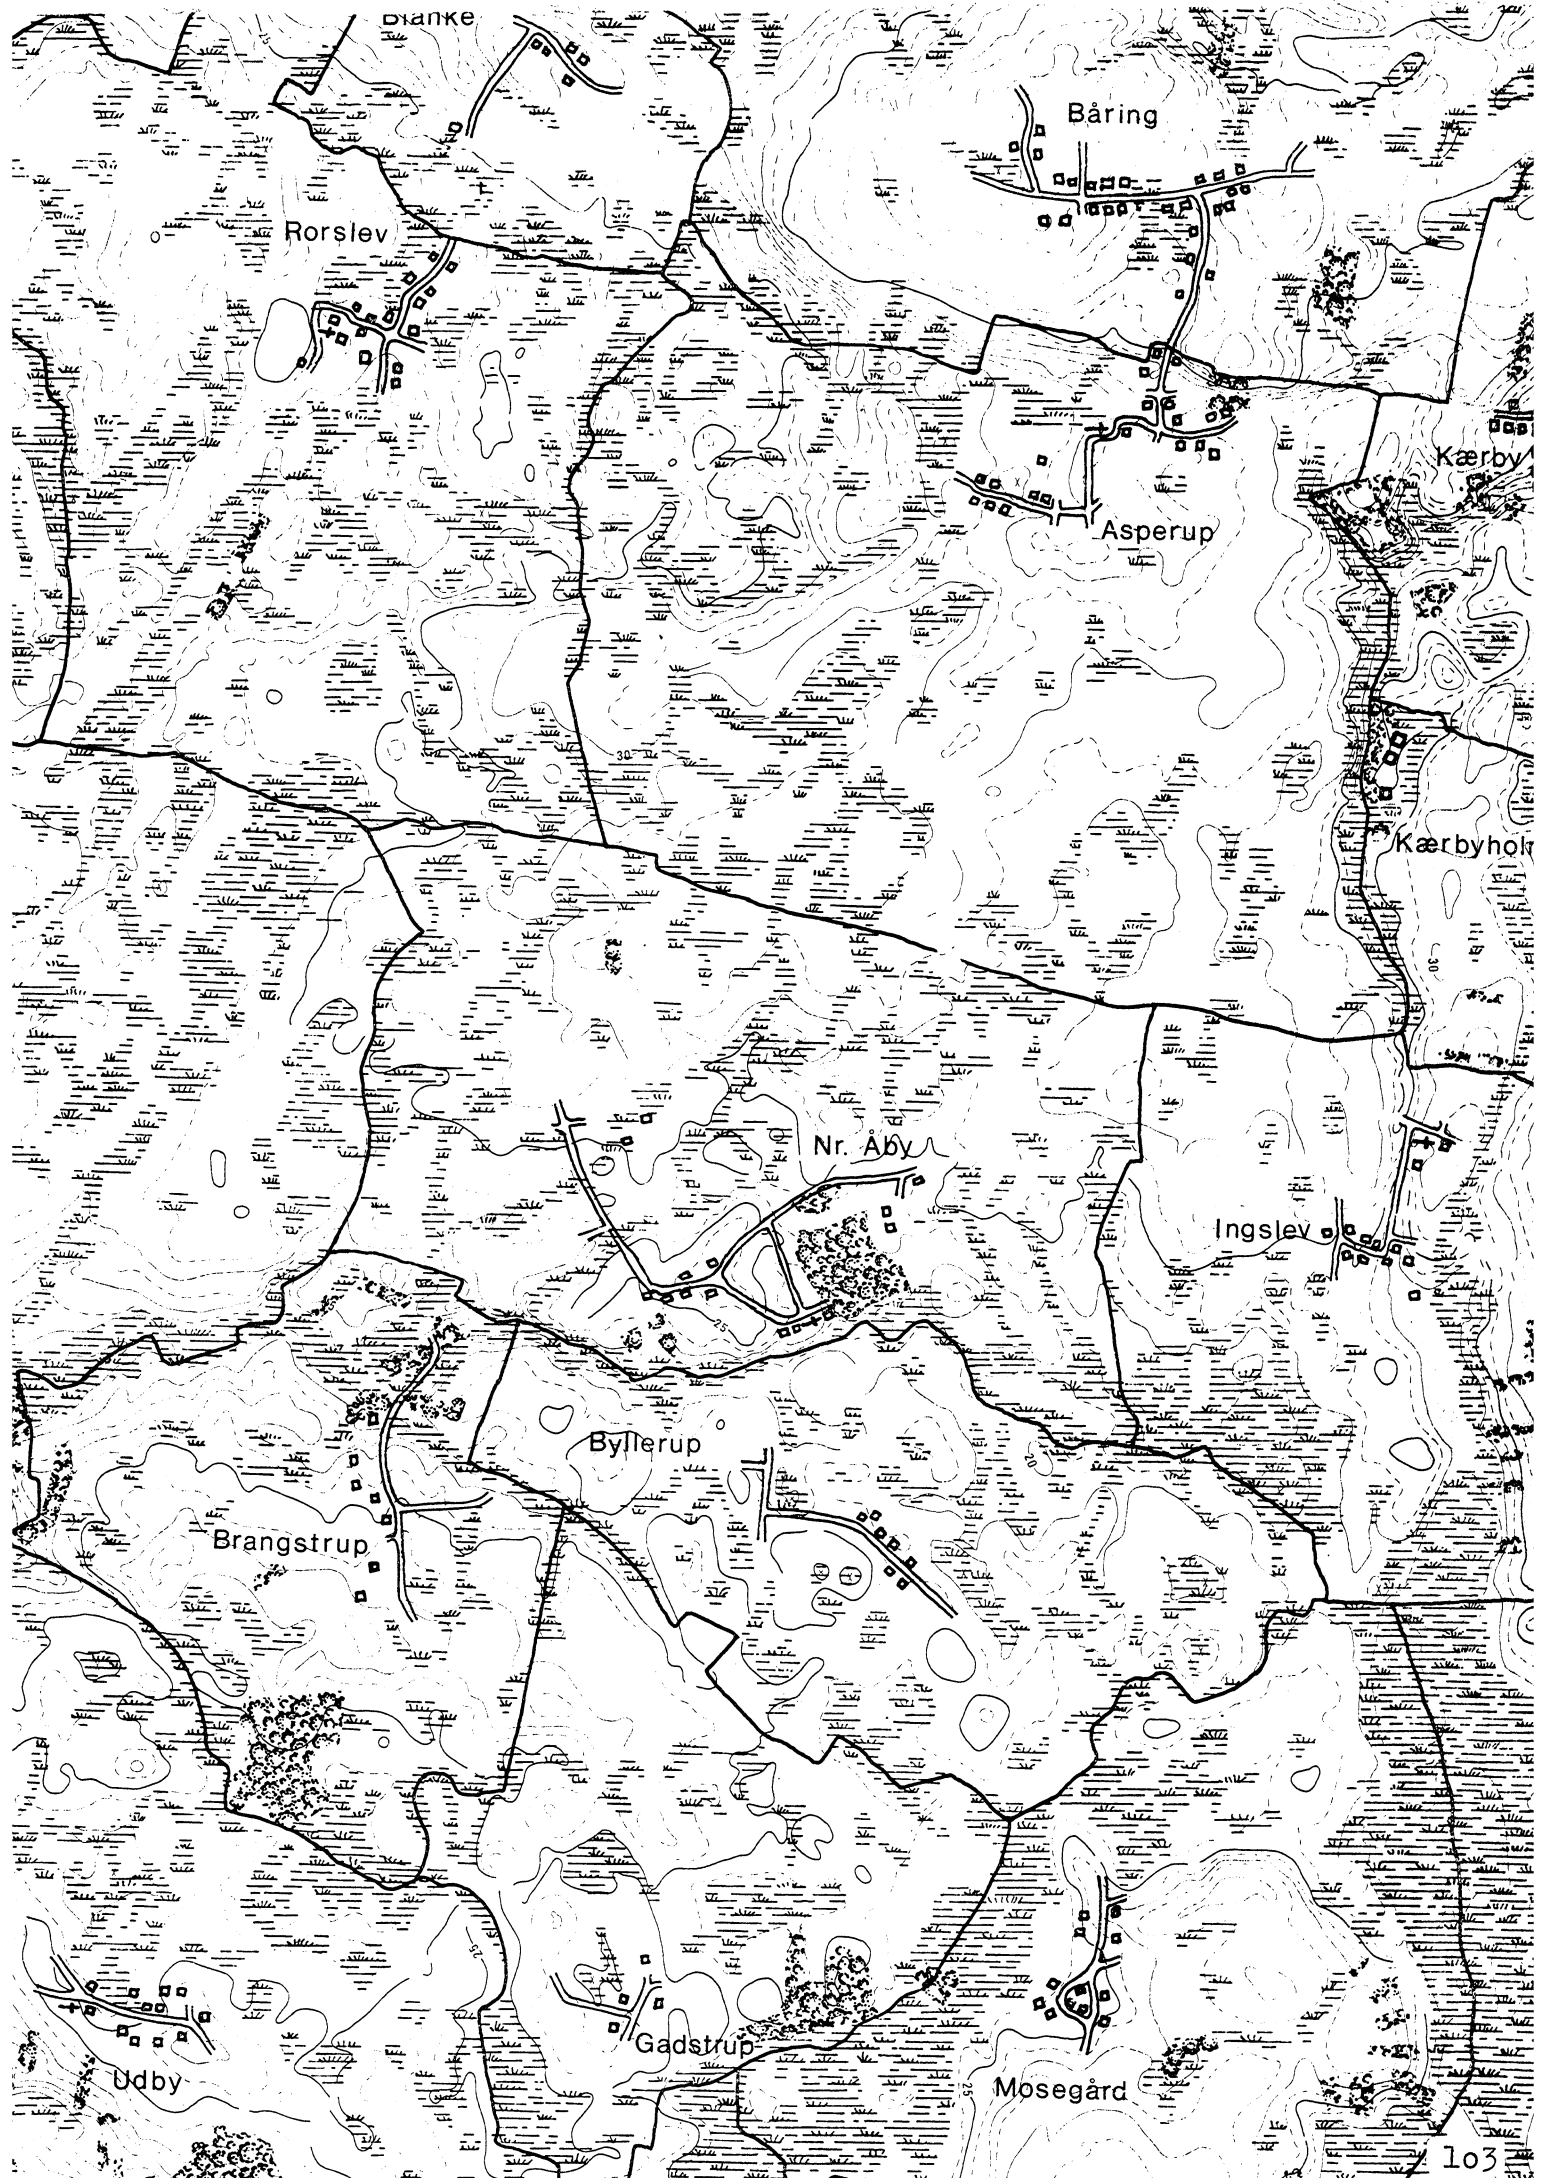 Blanke
Båring
Rorslev
Kærby
Asperup
30
Kærbyhol
30
Nr. Åby
Ingslev
25
Byllerup
20
Brangstrup
25
Gadstrup
Udby
Mosegård
25
103